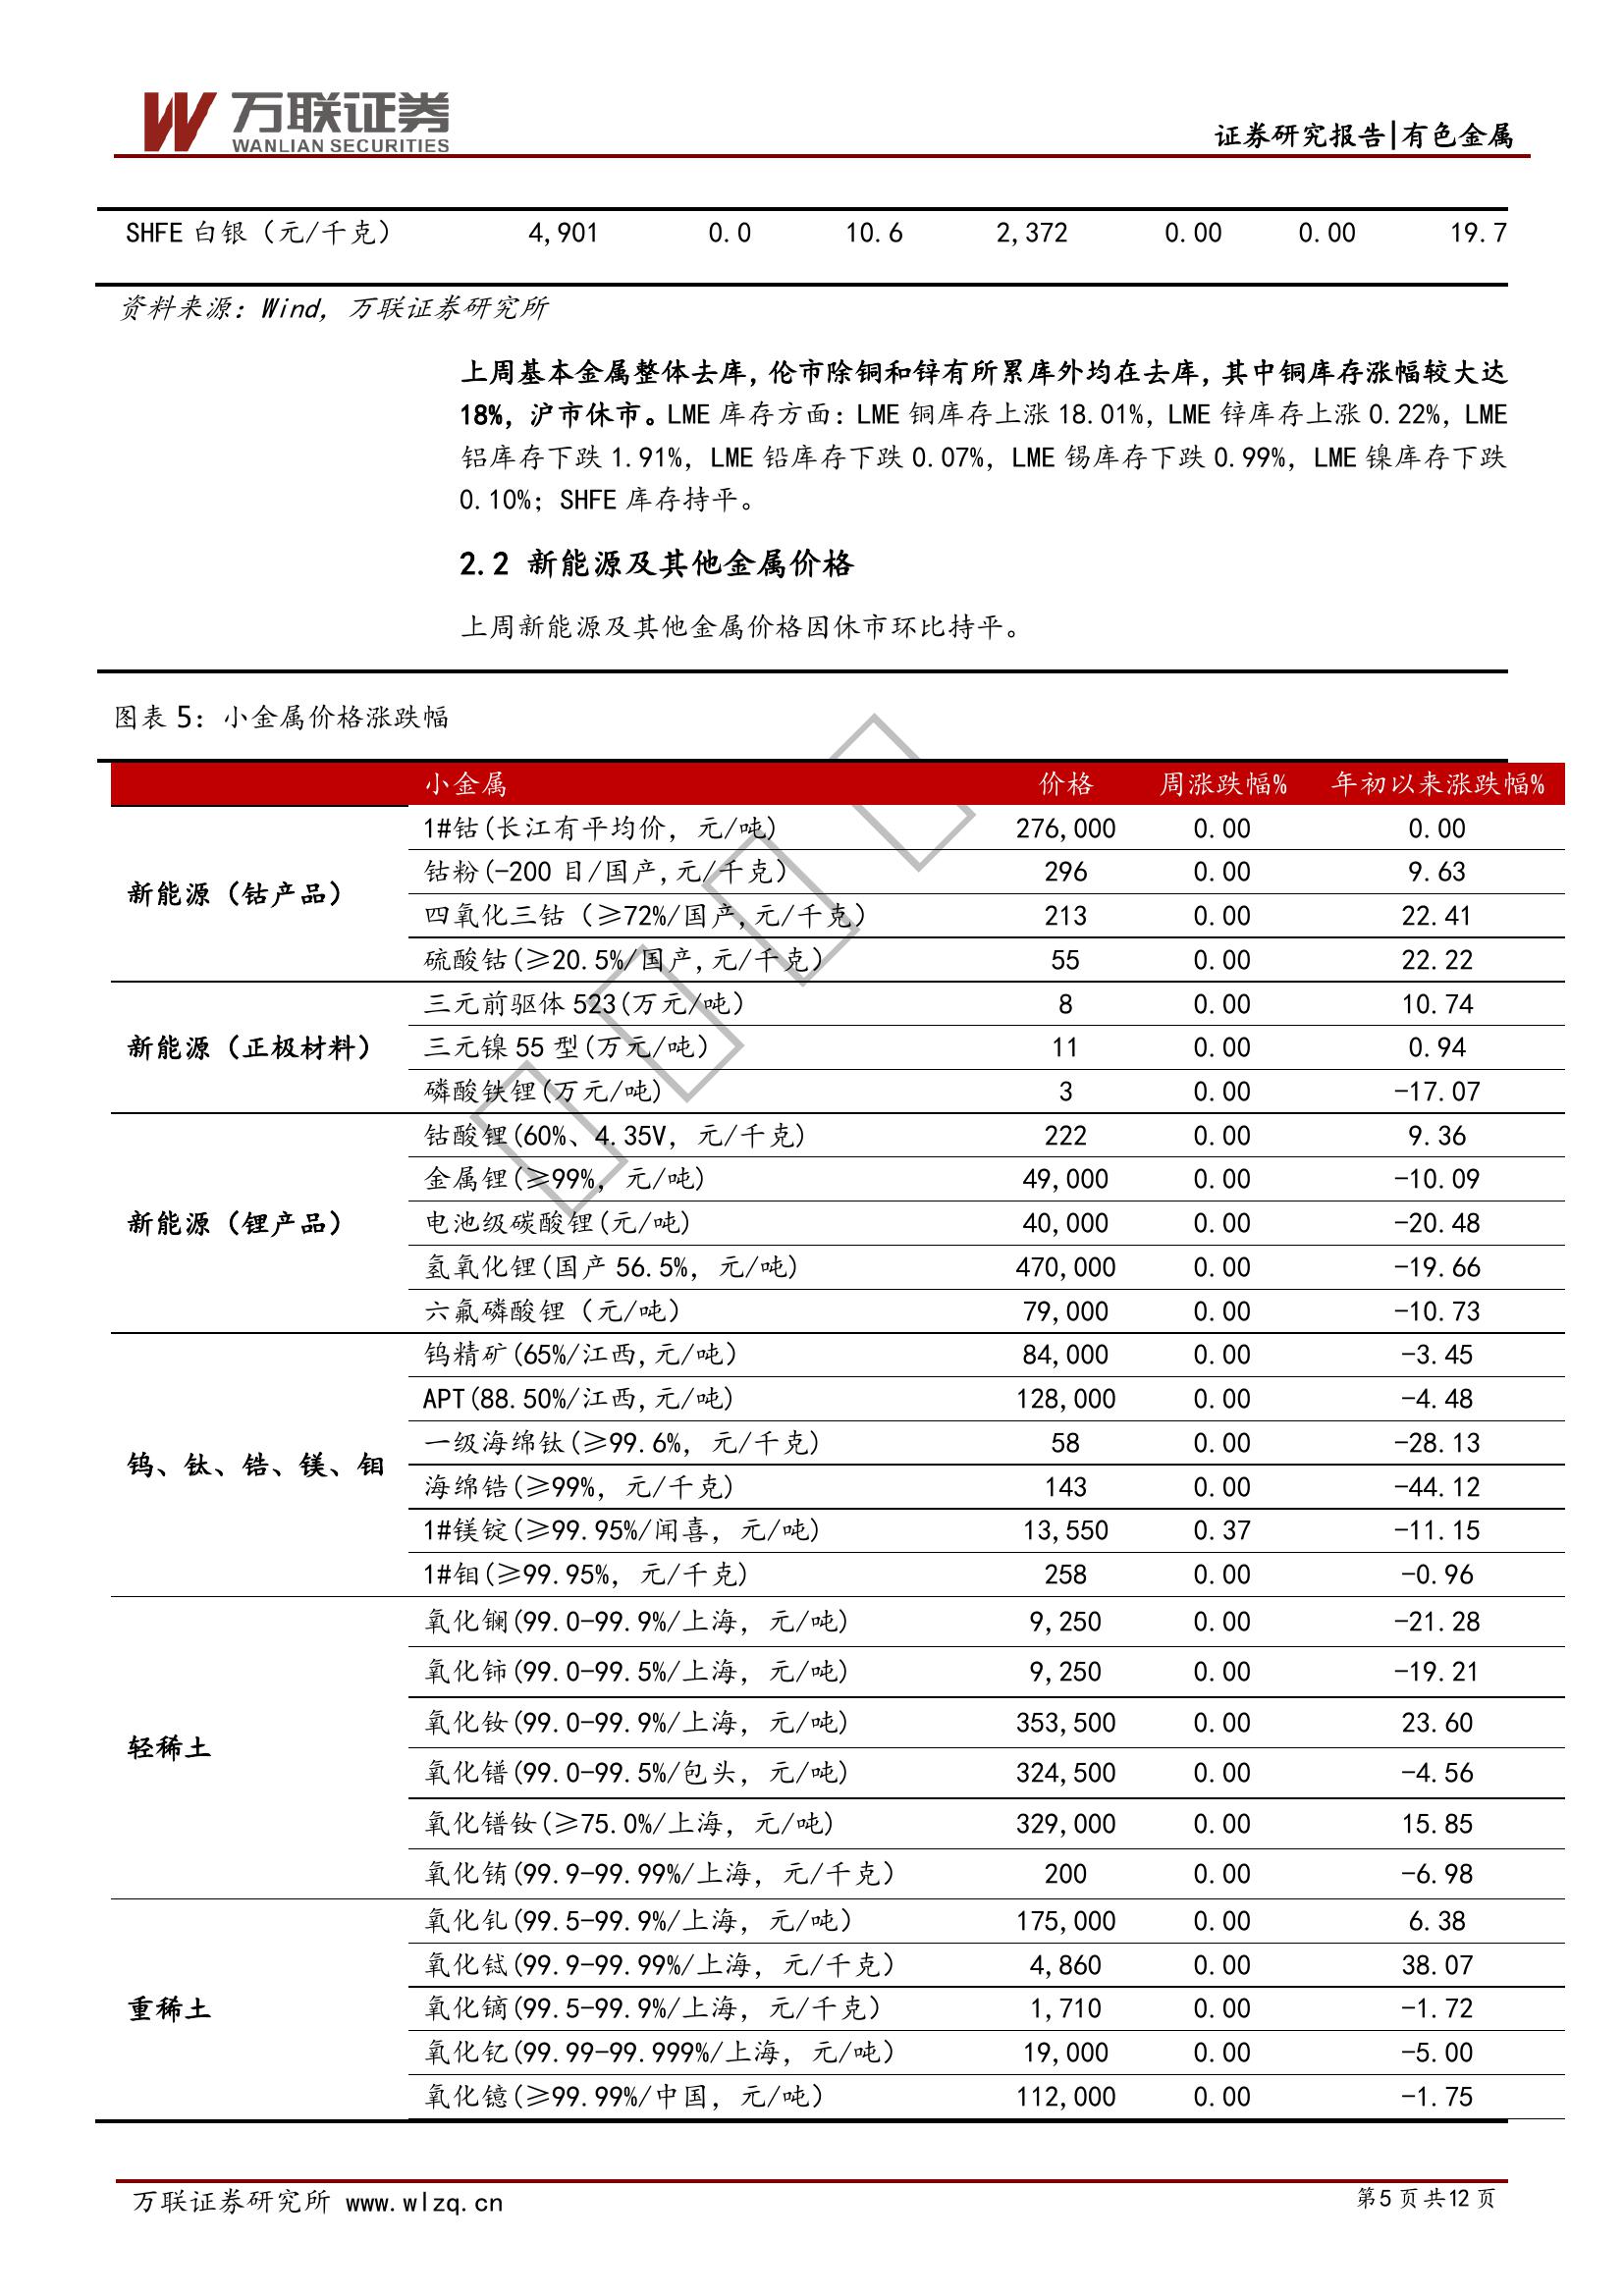 万联证券
WANLIAN SECURITIES
证券研究报告|有色金属
SHFE 白银（元/千克） 4,901 0.0 10.6 2,372 0.00 0.00 19.7
资料来源：Wind, 万联证券研究所
上周基本金属整体去库，伦市除铜和锌有所累库外均在去库，其中铜库存涨幅较大达
18%，沪市休市。LME 库存方面：LME 铜库存上涨 18.01%，LME 锌库存上涨 0.22%，LME
铝库存下跌 1.91%，LME 铅库存下跌 0.07%，LME 锡库存下跌 0.99%，LME 镍库存下跌
0.10%；SHFE 库存持平。
2.2 新能源及其他金属价格
上周新能源及其他金属价格因休市环比持平。
图表 5：小金属价格涨跌幅
小金属 价格 周涨跌幅% 年初以来涨跌幅%
新能源（钴产品）
1#钴(长江有平均价，元/吨) 276,000 0.00 0.00
钴粉(-200 目/国产,元/千克） 296 0.00 9.63
四氧化三钴（≥72%/国产,元/千克） 213 0.00 22.41
硫酸钴(≥20.5%/国产,元/千克） 55 0.00 22.22
新能源（正极材料）
三元前驱体 523(万元/吨） 8 0.00 10.74
三元镍 55 型(万元/吨） 11 0.00 0.94
磷酸铁锂(万元/吨) 3 0.00 -17.07
新能源（锂产品）
钴酸锂(60%、4.35V，元/千克) 222 0.00 9.36
金属锂(≥99%，元/吨) 49,000 0.00 -10.09
电池级碳酸锂(元/吨) 40,000 0.00 -20.48
氢氧化锂(国产 56.5%，元/吨) 470,000 0.00 -19.66
六氟磷酸锂（元/吨） 79,000 0.00 -10.73
钨、钛、锆、镁、钼
钨精矿(65%/江西,元/吨） 84,000 0.00 -3.45
APT(88.50%/江西,元/吨) 128,000 0.00 -4.48
一级海绵钛(≥99.6%，元/千克) 58 0.00 -28.13
海绵锆(≥99%，元/千克) 143 0.00 -44.12
1#镁锭(≥99.95%/闻喜，元/吨) 13,550 0.37 -11.15
1#钼(≥99.95%，元/千克) 258 0.00 -0.96
轻稀土
氧化镧(99.0-99.9%/上海，元/吨) 9,250 0.00 -21.28
氧化铈(99.0-99.5%/上海，元/吨) 9,250 0.00 -19.21
氧化钕(99.0-99.9%/上海，元/吨) 353,500 0.00 23.60
氧化镨(99.0-99.5%/包头，元/吨) 324,500 0.00 -4.56
氧化镨钕(≥75.0%/上海，元/吨) 329,000 0.00 15.85
氧化铕(99.9-99.99%/上海，元/千克） 200 0.00 -6.98
重稀土
氧化钆(99.5-99.9%/上海，元/吨） 175,000 0.00 6.38
氧化铽(99.9-99.99%/上海，元/千克） 4,860 0.00 38.07
氧化镝(99.5-99.9%/上海，元/千克） 1,710 0.00 -1.72
氧化钇(99.99-99.999%/上海，元/吨） 19,000 0.00 -5.00
氧化镱(≥99.99%/中国，元/吨） 112,000 0.00 -1.75
万联证券研究所 www.wlzq.cn
第5 页 共12 页